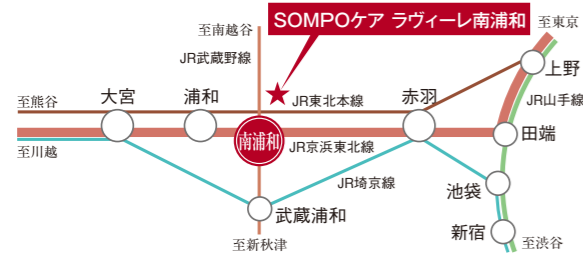 SOMPOケア ラヴィーレ南浦和
至東京
至南越谷
JR武蔵野線
上野
至熊谷
大宮
浦和
JR東北本線
赤羽
JR山手線
至川越
南浦和
JR京浜東北線
田端
JR埼京線
池袋
武蔵浦和
新宿
至新秋津
至渋谷